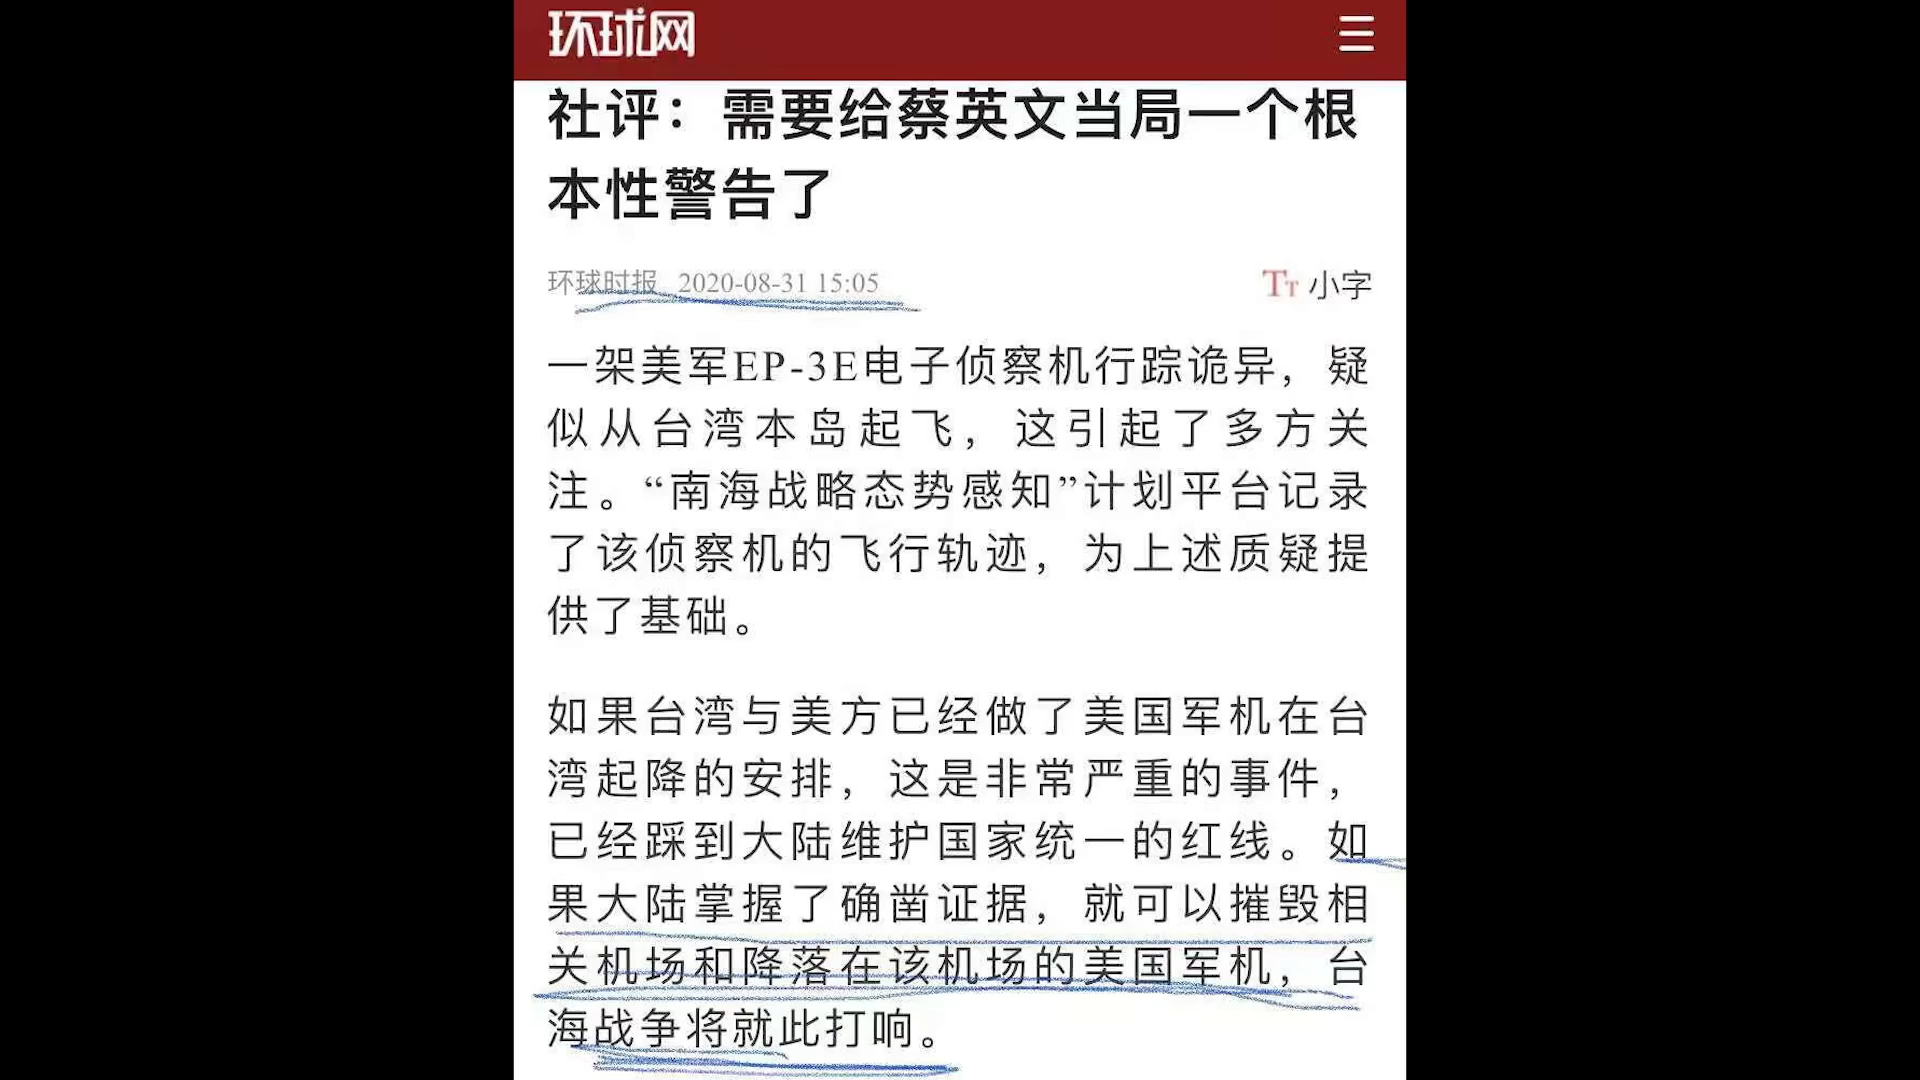 环球网
社评：需要给蔡英文当局一个根
本性警告了
环球时报 2020-08-31 15:05
TT 小字
一架美军EP-3E电子侦察机行踪诡异，疑
似从台湾本岛起飞，这引起了多方关
注。“南海战略态势感知”计划平台记录
了该侦察机的飞行轨迹，为上述质疑提
供了基础。
如果台湾与美方已经做了美国军机在台
湾起降的安排，这是非常严重的事件，
已经踩到大陆维护国家统一的红线。如
果大陆掌握了确凿证据，就可以摧毁相
关机场和降落在该机场的美国军机，台
海战争将就此打响。